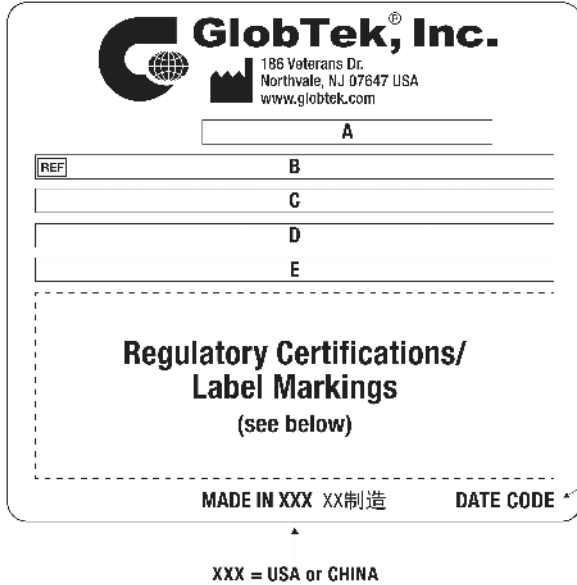 GlobTek,® Inc.
186 Veterans Dr.
Northvale, NJ 07647 USA
www.globtek.com
A
REF B
C
D
E
Regulatory Certifications/
Label Markings
(see below)
MADE IN XXX XX制造 DATE CODE
XXX = USA or CHINA